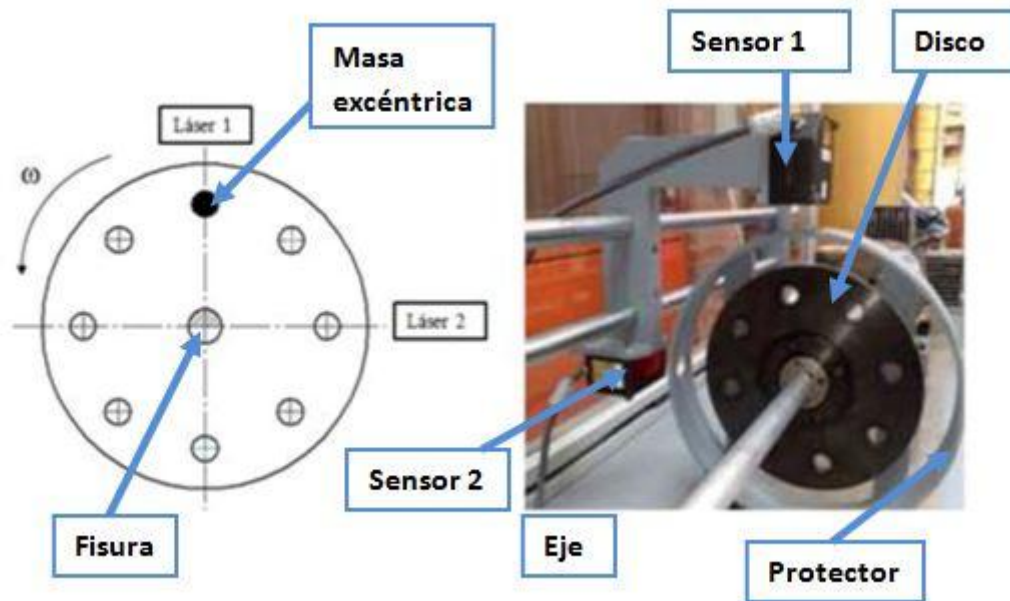 Masa
excéntrica
Láser 1
ω
Láser 2
Fisura
Sensor 1
Disco
Sensor 2
Eje
Protector